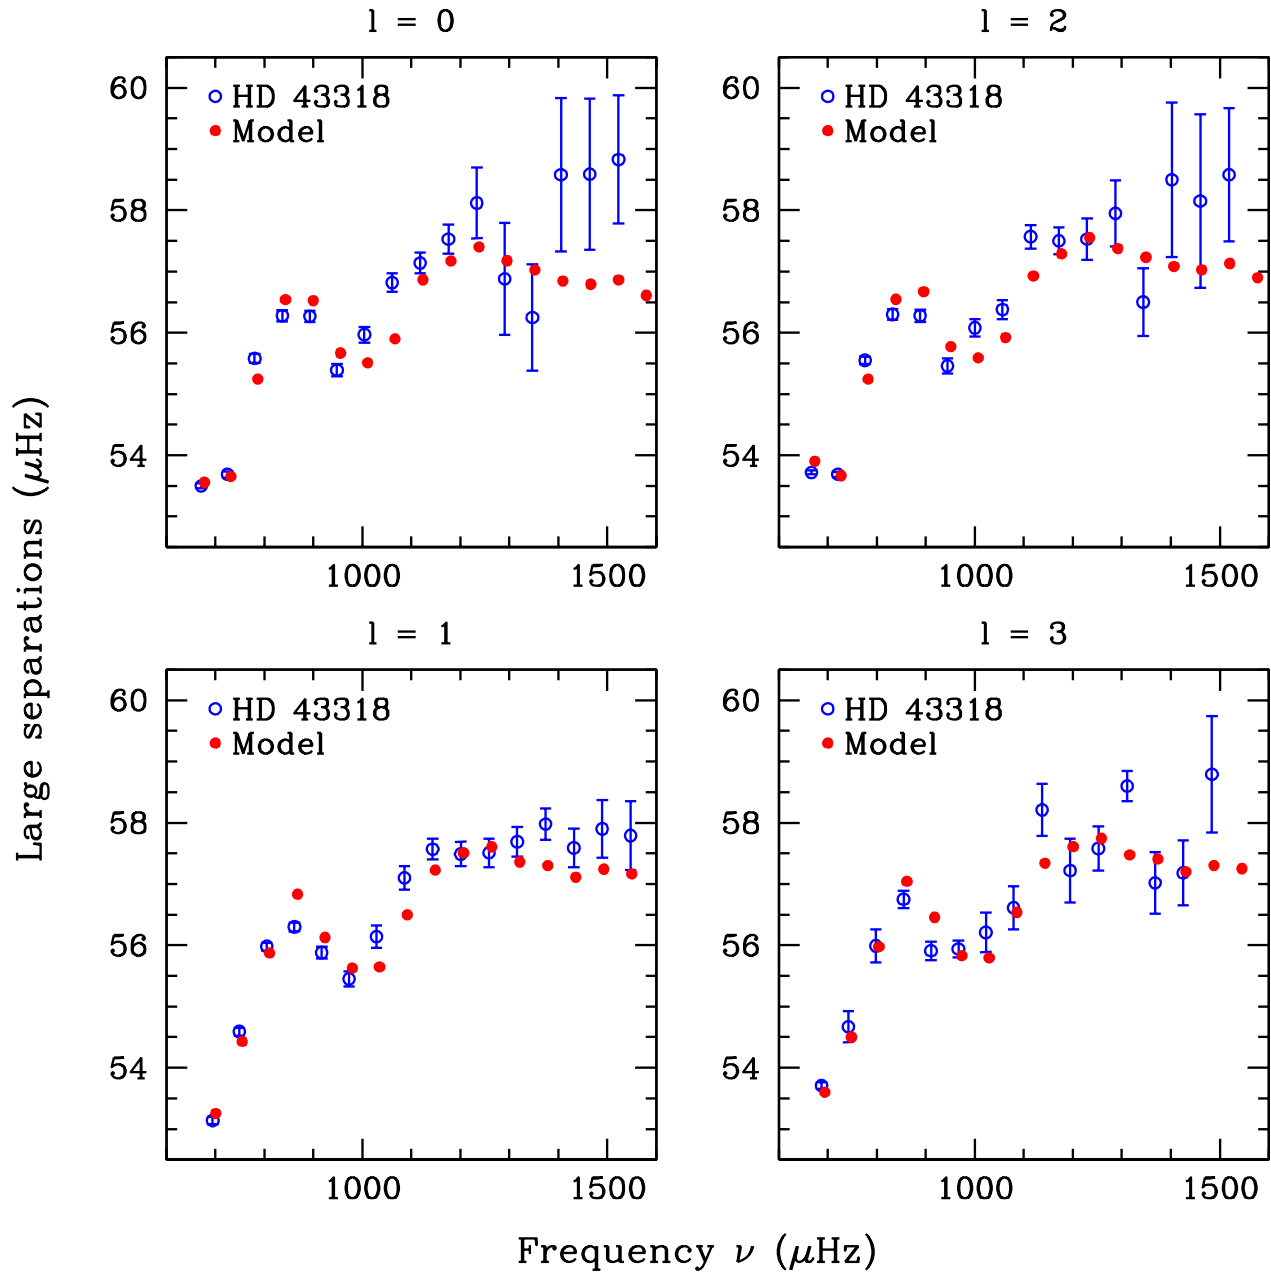 l = 0
HD 43318
Model
60
58
56
54
1000
1500
l = 2
HD 43318
Model
60
58
56
54
1000
1500
l = 1
HD 43318
Model
60
58
56
54
1000
1500
l = 3
HD 43318
Model
60
58
56
54
1000
1500
Large separations (μHz)
Frequency ν (μHz)